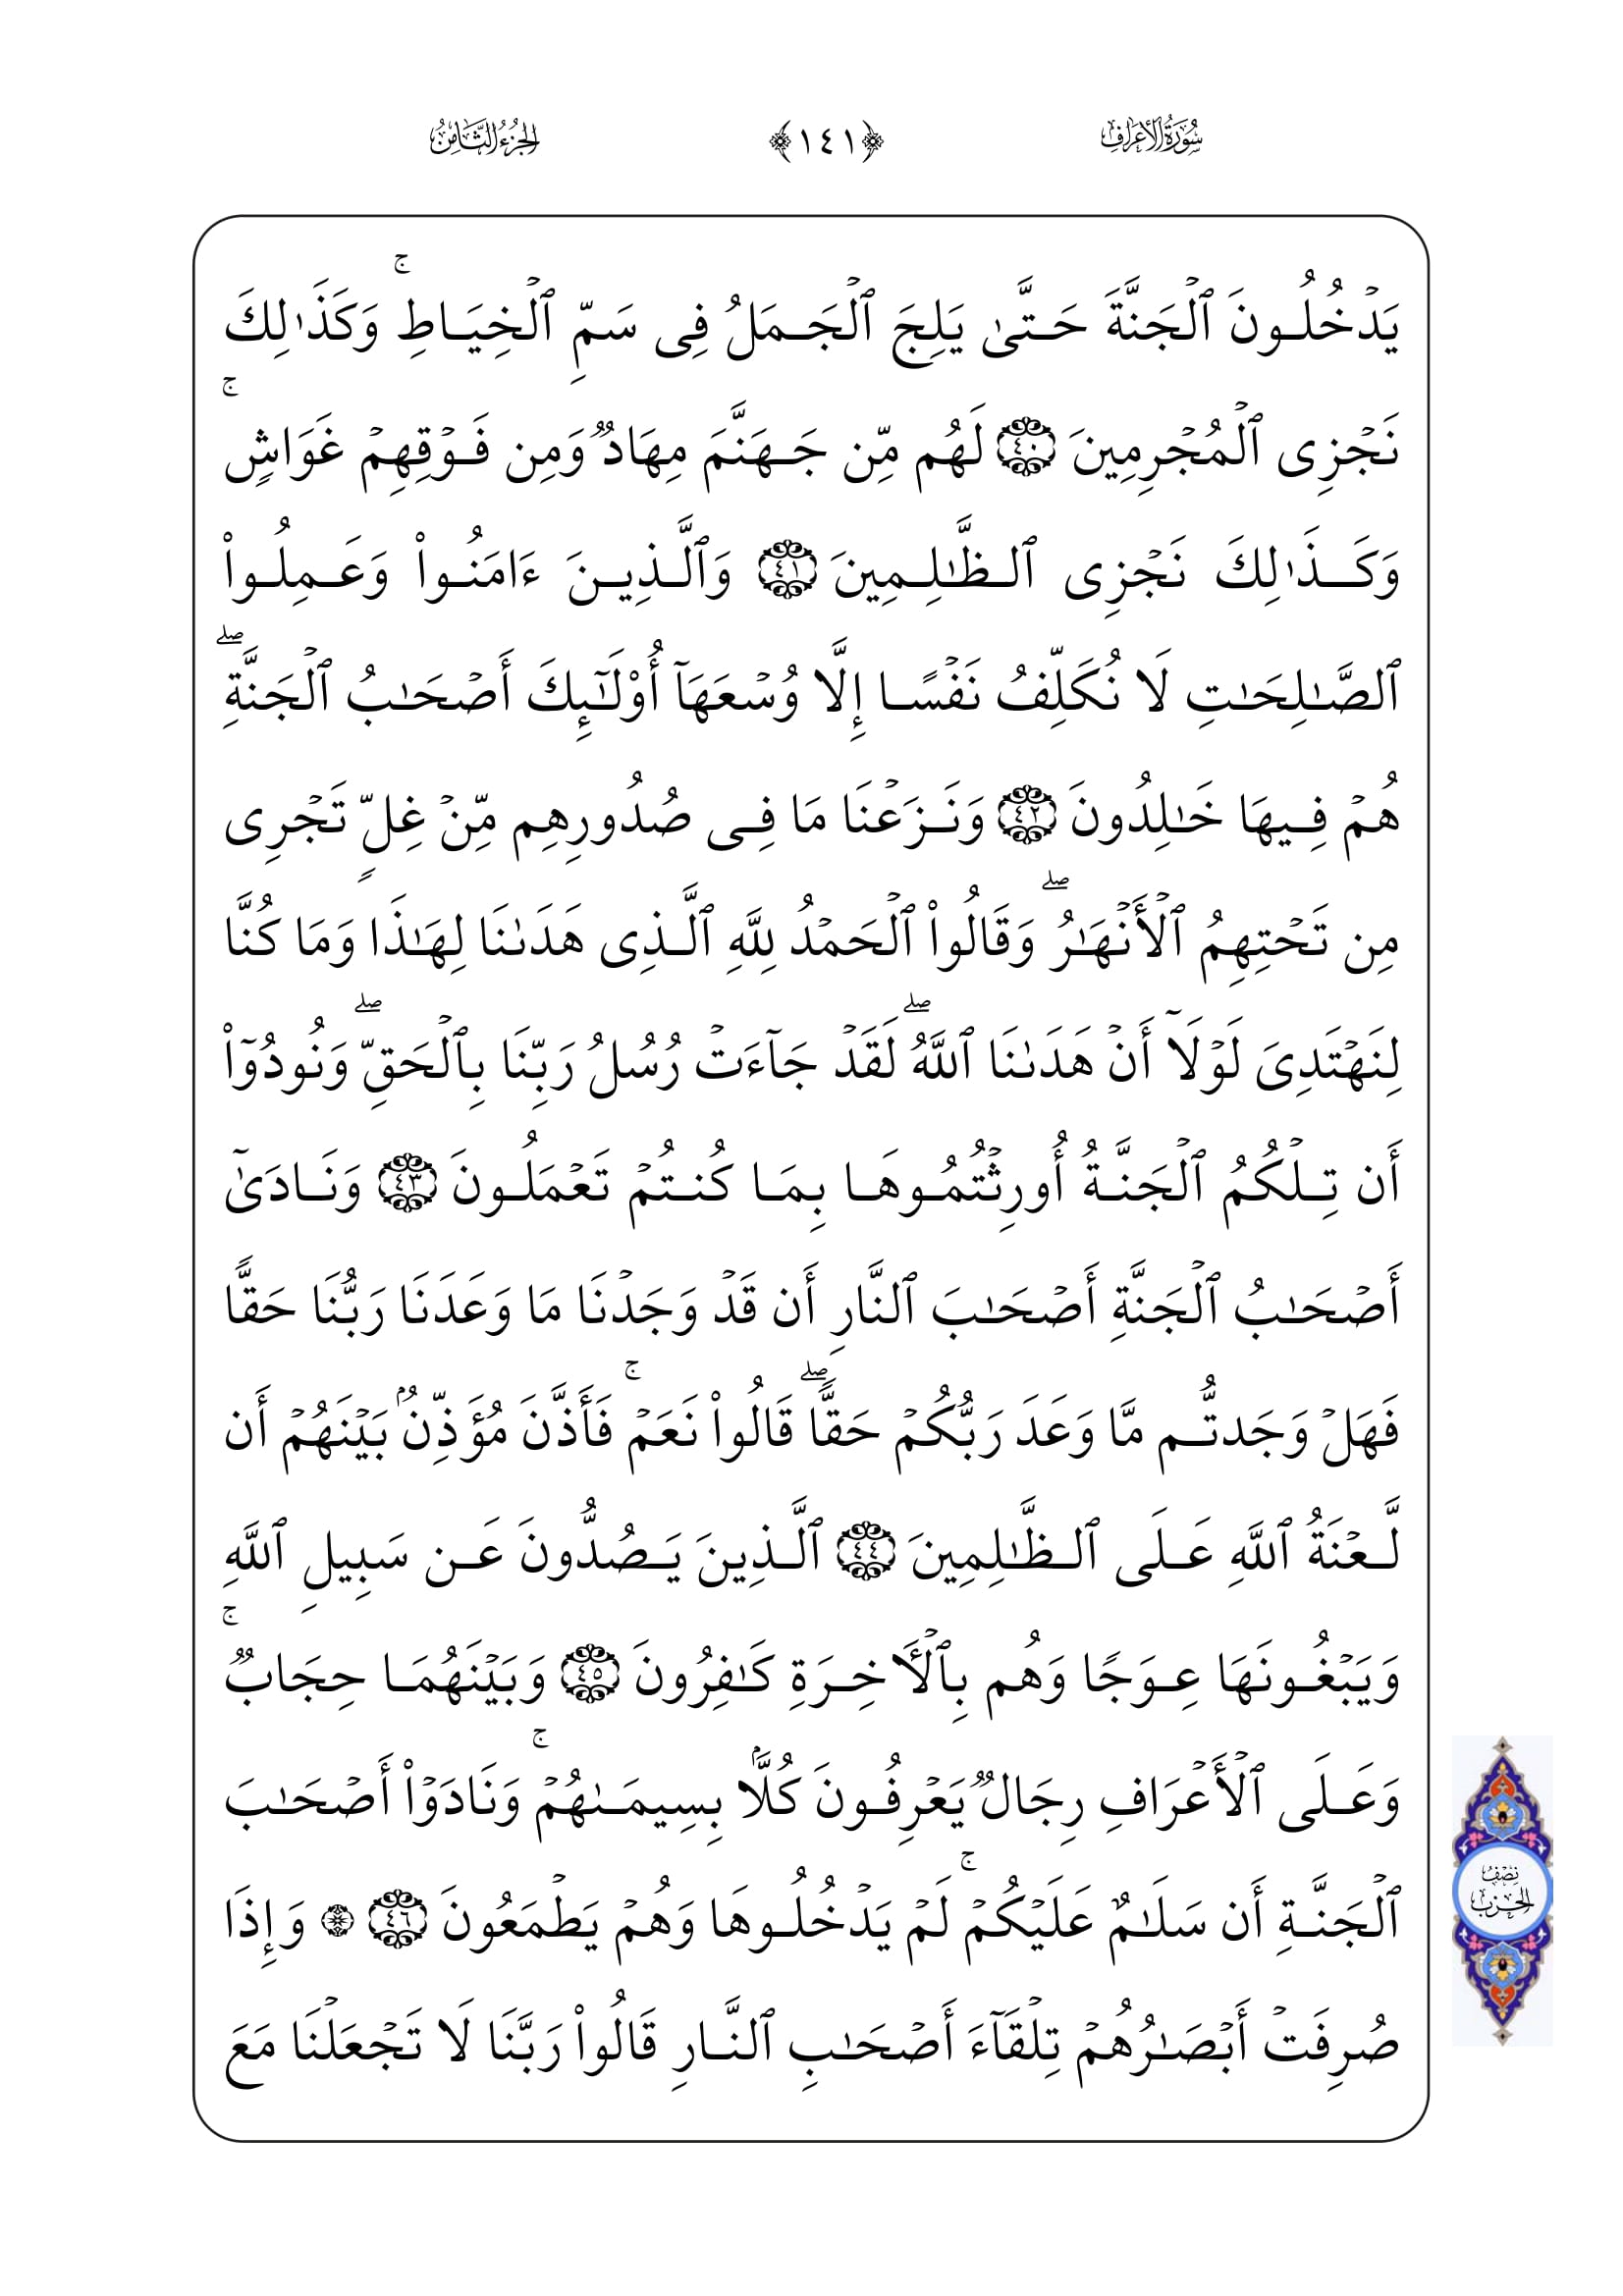 سُورَةُ الأَعْرَافِ ﴿١٤١﴾ الجُزْءُ الثَّامِنُ
يَدۡخُلُونَ ٱلۡجَنَّةَ حَتَّىٰ يَلِجَ ٱلۡجَمَلُ فِى سَمِّ ٱلۡخِيَاطِۚ وَكَذَٰلِكَ
نَجۡزِى ٱلۡمُجۡرِمِينَ ٤٠ لَهُم مِّن جَهَنَّمَ مِهَادٌ وَمِن فَوۡقِهِمۡ غَوَاشٍۚ
وَكَذَٰلِكَ نَجۡزِى ٱلظَّٰلِمِينَ ٤١ وَٱلَّذِينَ ءَامَنُوا۟ وَعَمِلُوا۟
ٱلصَّٰلِحَٰتِ لَا نُكَلِّفُ نَفۡسًا إِلَّا وُسۡعَهَآ أُو۟لَٰٓئِكَ أَصۡحَٰبُ ٱلۡجَنَّةِۖ
هُمۡ فِيهَا خَٰلِدُونَ ٤٢ وَنَزَعۡنَا مَا فِى صُدُورِهِم مِّنۡ غِلٍّ تَجۡرِى
مِن تَحۡتِهِمُ ٱلۡأَنۡهَٰرُۖ وَقَالُوا۟ ٱلۡحَمۡدُ لِلَّهِ ٱلَّذِى هَدَىٰنَا لِهَٰذَا وَمَا كُنَّا
لِنَهۡتَدِىَ لَوۡلَآ أَنۡ هَدَىٰنَا ٱللَّهُۖ لَقَدۡ جَآءَتۡ رُسُلُ رَبِّنَا بِٱلۡحَقِّۖ وَنُودُوٓا۟
أَن تِلۡكُمُ ٱلۡجَنَّةُ أُورِثۡتُمُوهَا بِمَا كُنتُمۡ تَعۡمَلُونَ ٤٣ وَنَادَىٰٓ
أَصۡحَٰبُ ٱلۡجَنَّةِ أَصۡحَٰبَ ٱلنَّارِ أَن قَدۡ وَجَدۡنَا مَا وَعَدَنَا رَبُّنَا حَقًّا
فَهَلۡ وَجَدتُّم مَّا وَعَدَ رَبُّكُمۡ حَقًّاۖ قَالُوا۟ نَعَمۡۚ فَأَذَّنَ مُؤَذِّنُۢ بَيۡنَهُمۡ أَن
لَّعۡنَةُ ٱللَّهِ عَلَى ٱلظَّٰلِمِينَ ٤٤ ٱلَّذِينَ يَصُدُّونَ عَن سَبِيلِ ٱللَّهِ
وَيَبۡغُونَهَا عِوَجًا وَهُم بِٱلۡأَخِرَةِ كَٰفِرُونَ ٤٥ وَبَيۡنَهُمَا حِجَابٌۚ
وَعَلَى ٱلۡأَعۡرَافِ رِجَالٌ يَعۡرِفُونَ كُلًّۢا بِسِيمَىٰهُمۡۚ وَنَادَوۡا۟ أَصۡحَٰبَ
ٱلۡجَنَّةِ أَن سَلَٰمٌ عَلَيۡكُمۡۚ لَمۡ يَدۡخُلُوهَا وَهُمۡ يَطۡمَعُونَ ٤٦ ۞ وَإِذَا
صُرِفَتۡ أَبۡصَٰرُهُمۡ تِلۡقَآءَ أَصۡحَٰبِ ٱلنَّارِ قَالُوا۟ رَبَّنَا لَا تَجۡعَلۡنَا مَعَ
نِصْفُ
الحِزْبِ